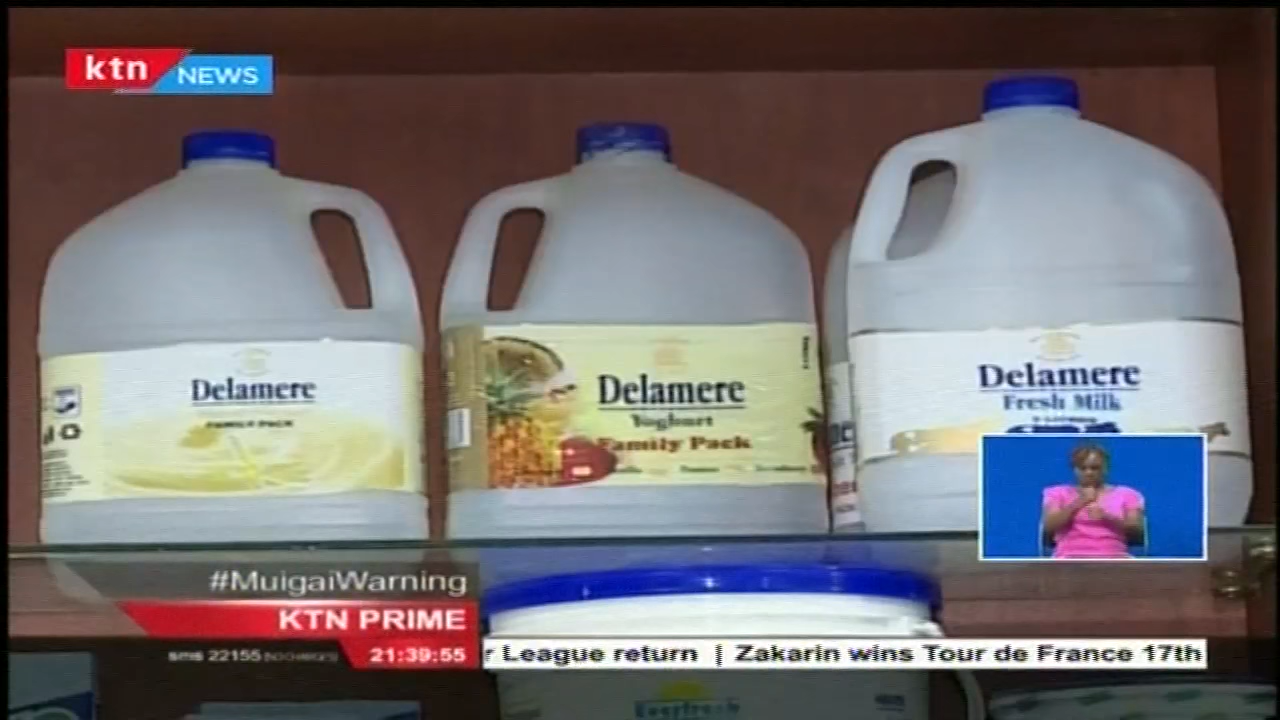 ktn NEWS
Delamere
FAMILY PACK
Delamere
Yoghurt
Family Pack
Delamere
Fresh Milk
#MuigaiWarning
KTN PRIME
sms 22155
21:39:55
r League return | Zakarin wins Tour de France 17th
Everfresh